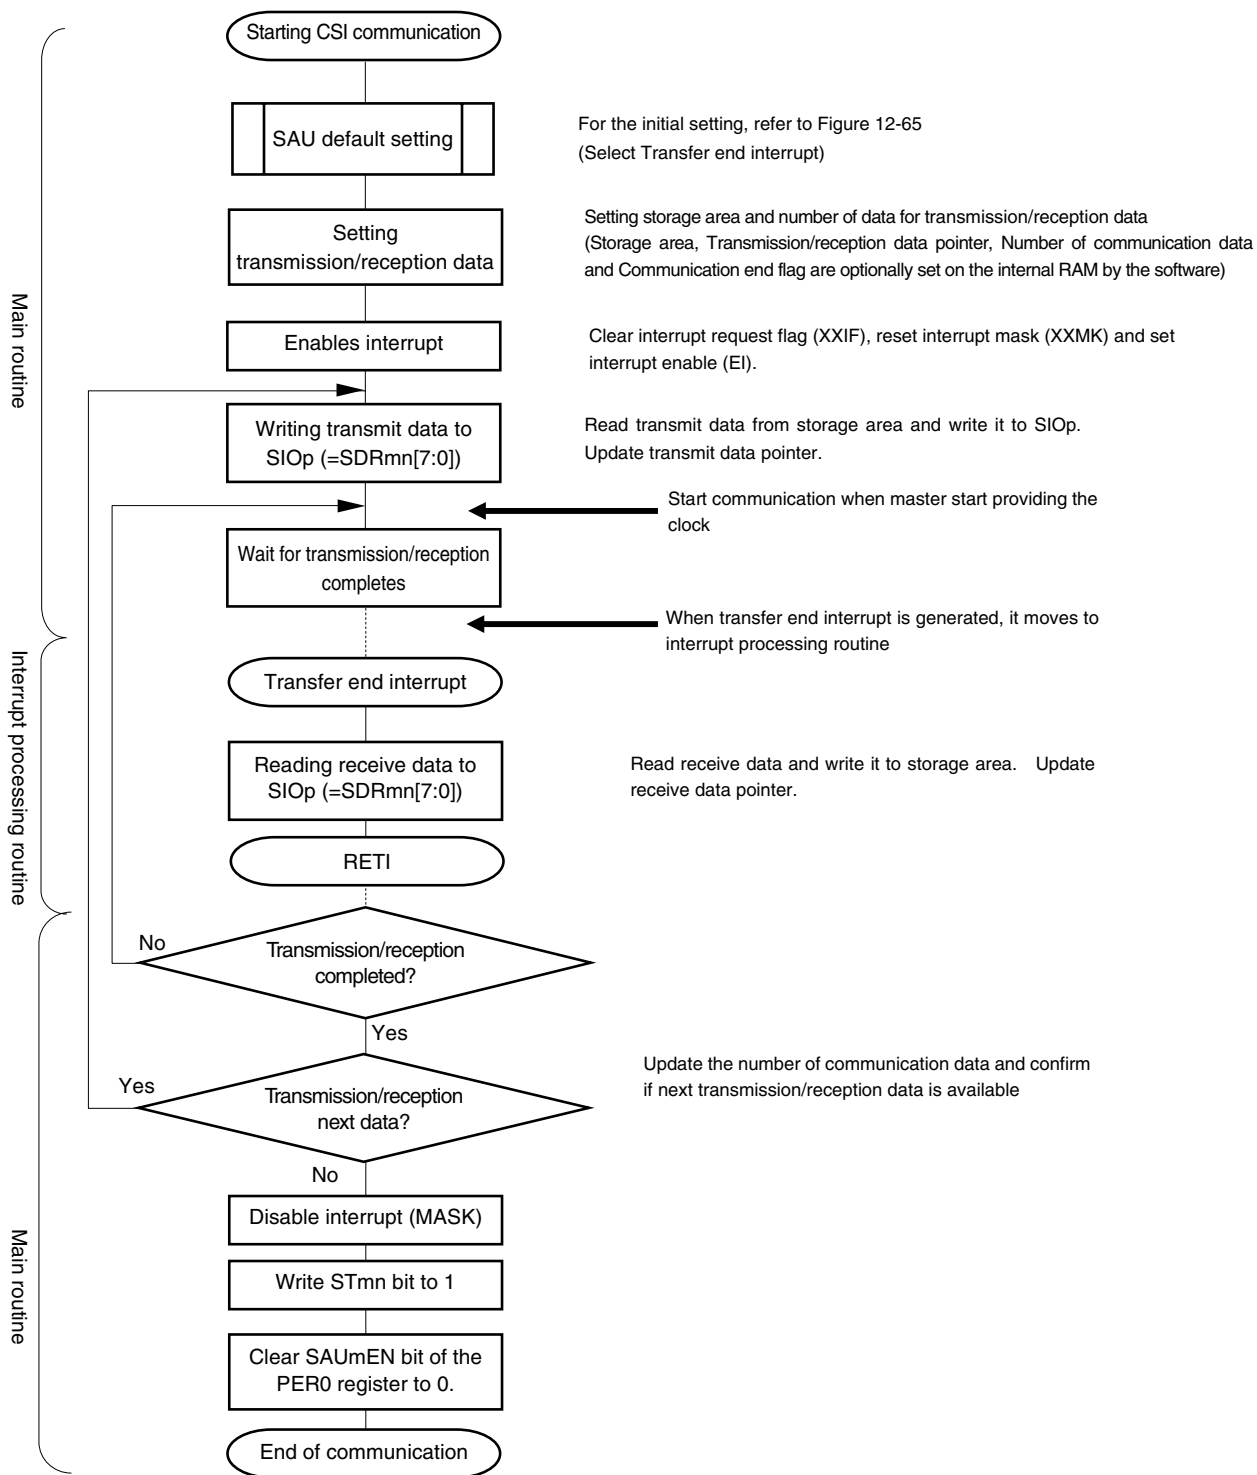 Starting CSI communication
SAU default setting
For the initial setting, refer to Figure 12-65
(Select Transfer end interrupt)
Setting
transmission/reception data
Setting storage area and number of data for transmission/reception data
(Storage area, Transmission/reception data pointer, Number of communication data
and Communication end flag are optionally set on the internal RAM by the software)
Main routine
Enables interrupt
Clear interrupt request flag (XXIF), reset interrupt mask (XXMK) and set
interrupt enable (EI).
Writing transmit data to
SIOp (=SDRmn[7:0])
Read transmit data from storage area and write it to SIOp.
Update transmit data pointer.
Start communication when master start providing the
clock
Wait for transmission/reception
completes
When transfer end interrupt is generated, it moves to
interrupt processing routine
Interrupt processing routine
Transfer end interrupt
Reading receive data to
SIOp (=SDRmn[7:0])
Read receive data and write it to storage area. Update
receive data pointer.
RETI
No
Transmission/reception
completed?
Yes
Yes
Transmission/reception
next data?
Update the number of communication data and confirm
if next transmission/reception data is available
No
Main routine
Disable interrupt (MASK)
Write STmn bit to 1
Clear SAUmEN bit of the
PER0 register to 0.
End of communication